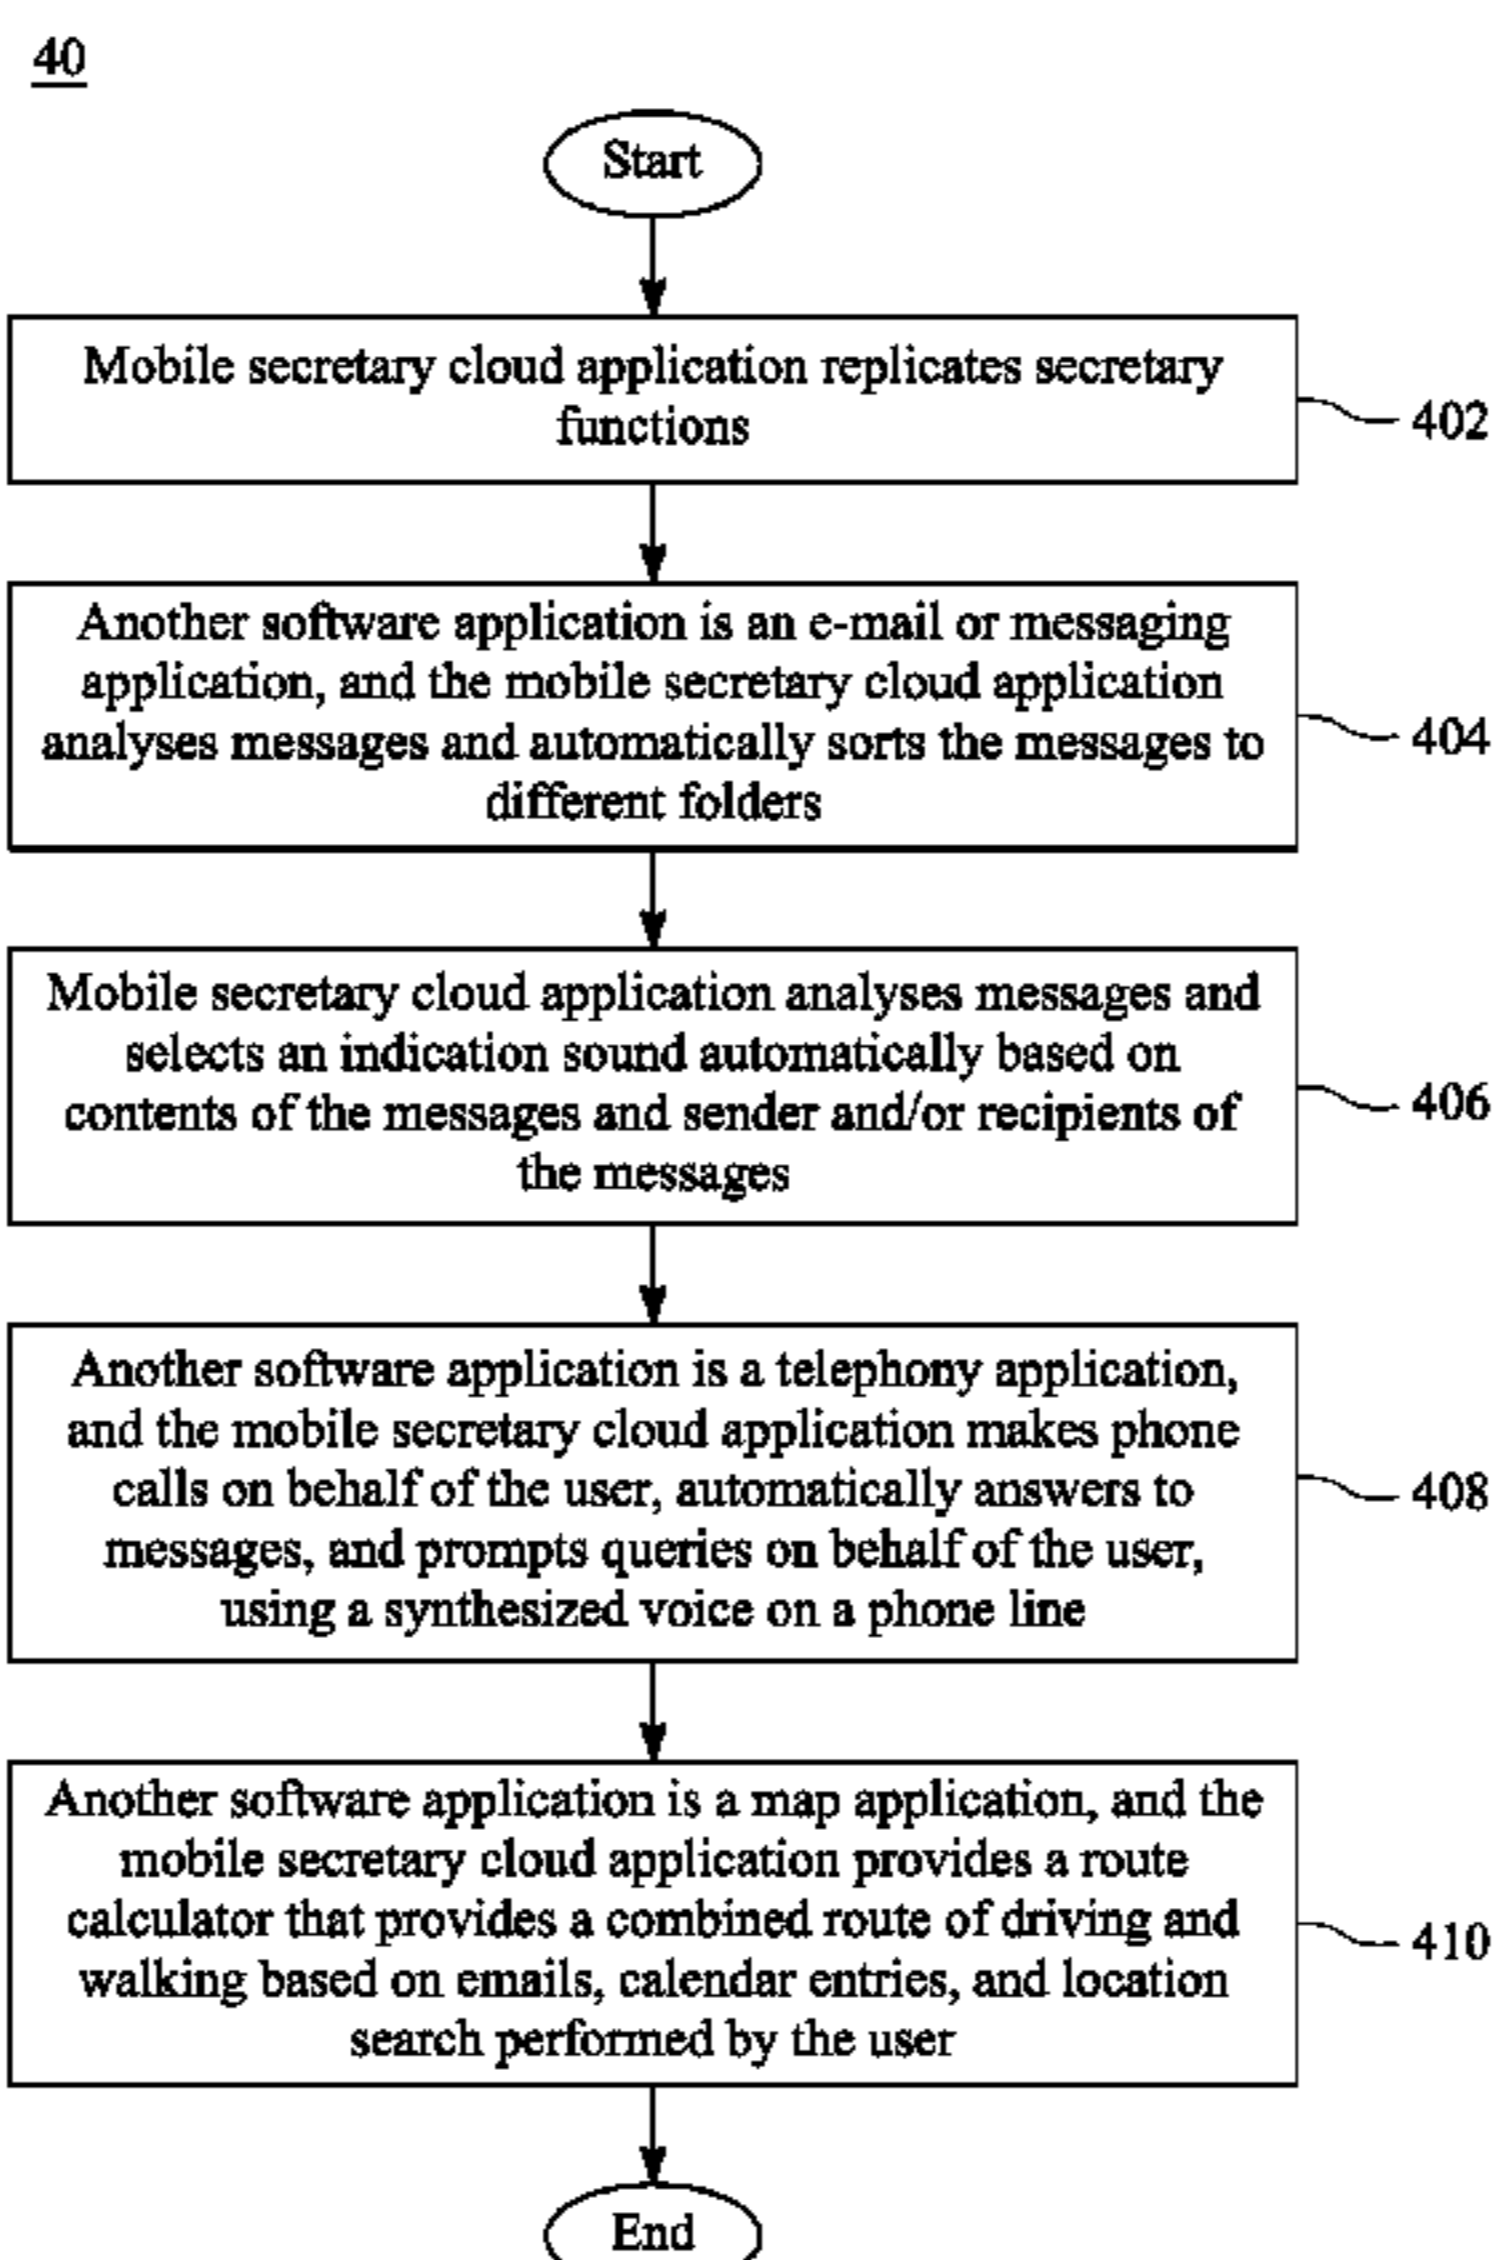 40
Start
Mobile secretary cloud application replicates secretary
functions
402
Another software application is an e-mail or messaging
application, and the mobile secretary cloud application
analyses messages and automatically sorts the messages to
different folders
404
Mobile secretary cloud application analyses messages and
selects an indication sound automatically based on
contents of the messages and sender and/or recipients of
the messages
406
Another software application is a telephony application,
and the mobile secretary cloud application makes phone
calls on behalf of the user, automatically answers to
messages, and prompts queries on behalf of the user,
using a synthesized voice on a phone line
408
Another software application is a map application, and the
mobile secretary cloud application provides a route
calculator that provides a combined route of driving and
walking based on emails, calendar entries, and location
search performed by the user
410
End